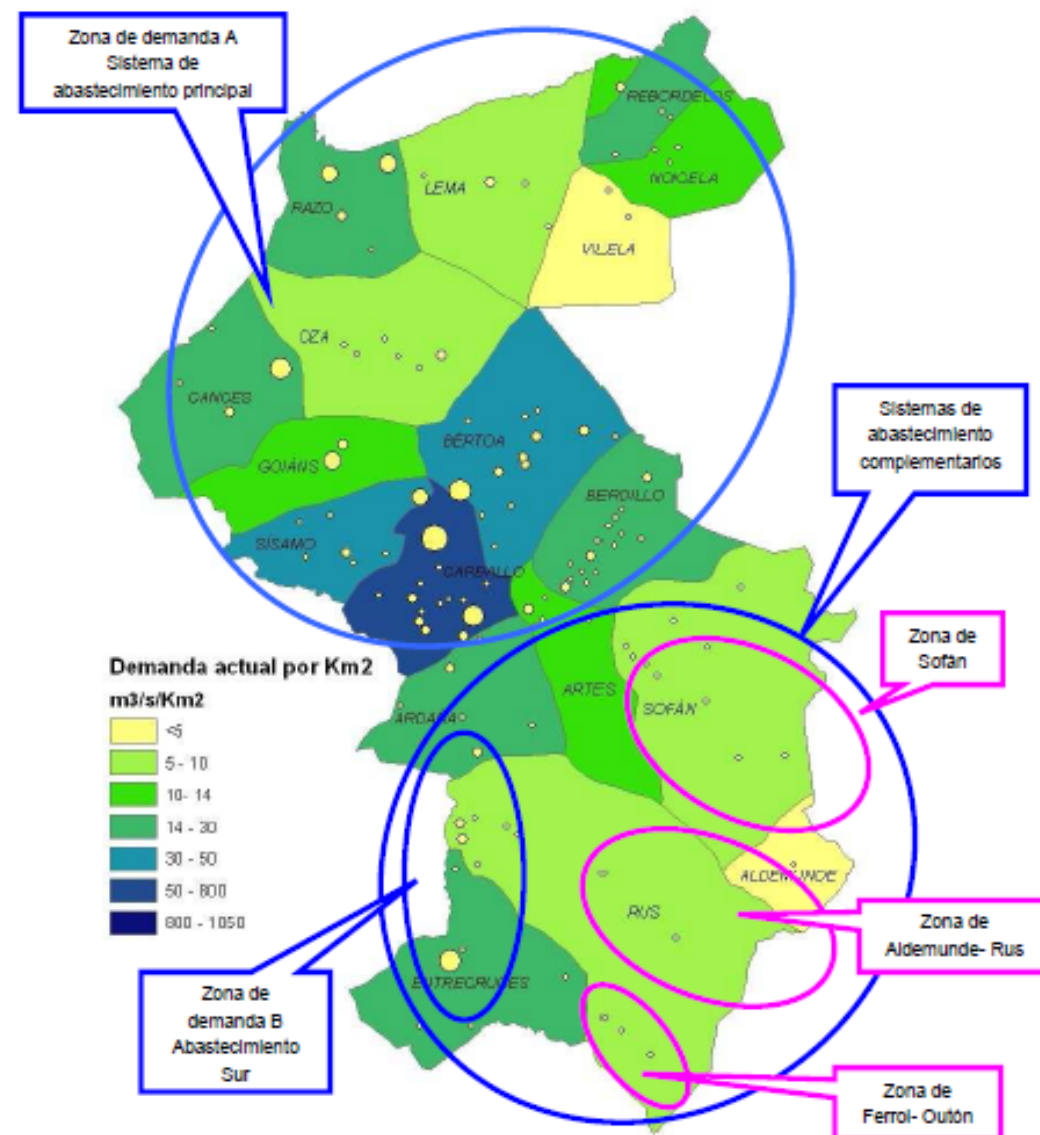 Zona de demanda A
Sistema de
abastecimiento principal
REBORDELOS
NOICELA
LEMA
RAZO
VILELA
OZA
CANCES
BÉRTOA
GOIÁNS
BERDILLO
SÍSAMO
CARBALLO
Sistemas de
abastecimiento
complementarios
Zona de
Sofán
Demanda actual por Km2
m3/s/Km2
<5
5 - 10
10- 14
14 - 30
30 - 50
50 - 800
800 - 1050
ARTES
SOFÁN
ARDAÑA
ALDEMUNDE
RUS
Zona de
Aldemunde- Rus
ENTRECRUCES
Zona de
demanda B
Abastecimiento
Sur
Zona de
Ferrol- Outón